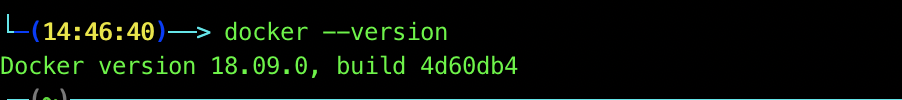 └─(14:46:40)──> docker --version
Docker version 18.09.0, build 4d60db4